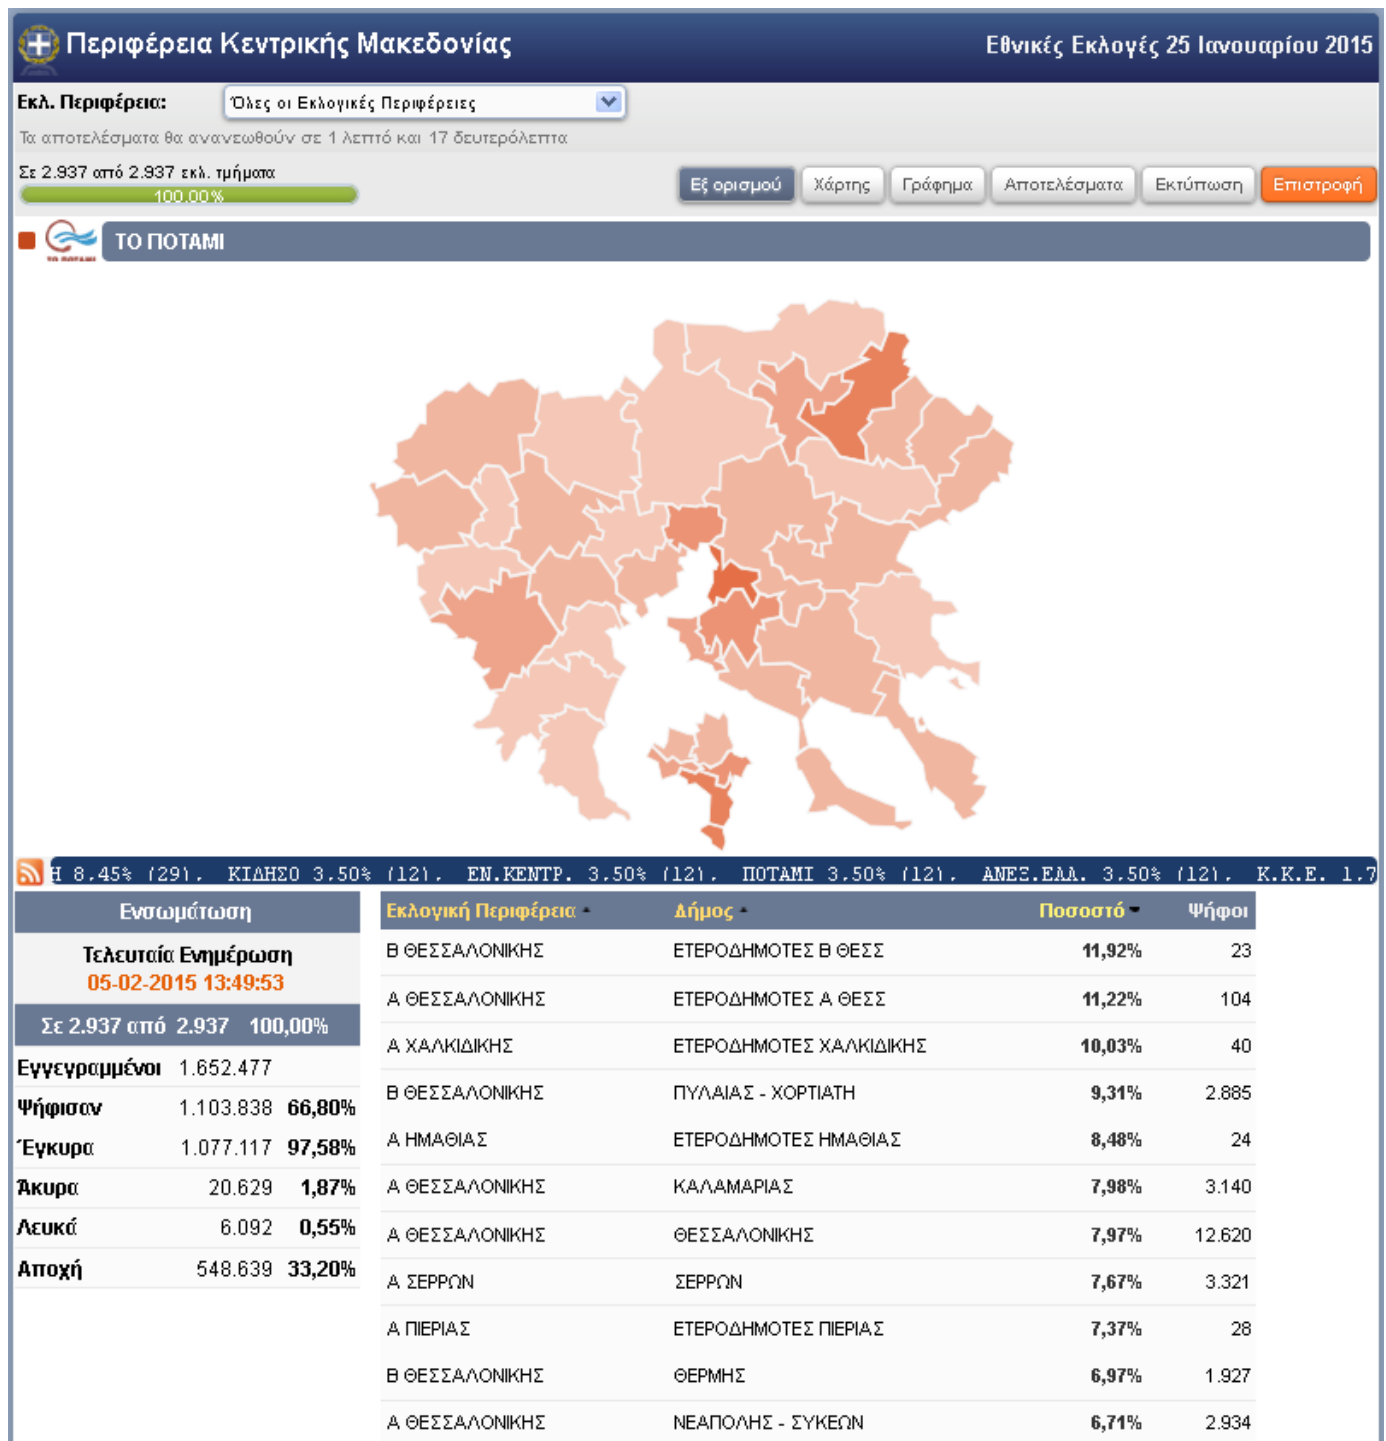 Περιφέρεια Κεντρικής Μακεδονίας
Εθνικές Εκλογές 25 Ιανουαρίου 2015
Εκλ. Περιφέρεια: Όλες οι Εκλογικές Περιφέρειες
Τα αποτελέσματα θα ανανεωθούν σε 1 λεπτό και 17 δευτερόλεπτα
Σε 2.937 από 2.937 εκλ. τμήματα
100.00%
Εξ ορισμού Χάρτης Γράφημα Αποτελέσματα Εκτύπωση Επιστροφή
ΤΟ ΠΟΤΑΜΙ
ΤΟ ΠΟΤΑΜΙ
Η 8.45% (29), ΚΙΔΗΣΟ 3.50% (12), ΕΝ.ΚΕΝΤΡ. 3.50% (12), ΠΟΤΑΜΙ 3.50% (12), ΑΝΕΞ.ΕΛΛ. 3.50% (12), Κ.Κ.Ε. 1.7
Ενσωμάτωση
Τελευταία Ενημέρωση
05-02-2015 13:49:53
Σε 2.937 από 2.937 100,00%
Εγγεγραμμένοι 1.652.477
Ψήφισαν 1.103.838 66,80%
Έγκυρα 1.077.117 97,58%
Άκυρα 20.629 1,87%
Λευκά 6.092 0,55%
Αποχή 548.639 33,20%
Εκλογική Περιφέρεια Δήμος Ποσοστό Ψήφοι
Β ΘΕΣΣΑΛΟΝΙΚΗΣ ΕΤΕΡΟΔΗΜΟΤΕΣ Β ΘΕΣΣ 11,92% 23
Α ΘΕΣΣΑΛΟΝΙΚΗΣ ΕΤΕΡΟΔΗΜΟΤΕΣ Α ΘΕΣΣ 11,22% 104
Α ΧΑΛΚΙΔΙΚΗΣ ΕΤΕΡΟΔΗΜΟΤΕΣ ΧΑΛΚΙΔΙΚΗΣ 10,03% 40
Β ΘΕΣΣΑΛΟΝΙΚΗΣ ΠΥΛΑΙΑΣ - ΧΟΡΤΙΑΤΗ 9,31% 2.885
Α ΗΜΑΘΙΑΣ ΕΤΕΡΟΔΗΜΟΤΕΣ ΗΜΑΘΙΑΣ 8,48% 24
Α ΘΕΣΣΑΛΟΝΙΚΗΣ ΚΑΛΑΜΑΡΙΑΣ 7,98% 3.140
Α ΘΕΣΣΑΛΟΝΙΚΗΣ ΘΕΣΣΑΛΟΝΙΚΗΣ 7,97% 12.620
Α ΣΕΡΡΩΝ ΣΕΡΡΩΝ 7,67% 3.321
Α ΠΙΕΡΙΑΣ ΕΤΕΡΟΔΗΜΟΤΕΣ ΠΙΕΡΙΑΣ 7,37% 28
Β ΘΕΣΣΑΛΟΝΙΚΗΣ ΘΕΡΜΗΣ 6,97% 1.927
Α ΘΕΣΣΑΛΟΝΙΚΗΣ ΝΕΑΠΟΛΗΣ - ΣΥΚΕΩΝ 6,71% 2.934